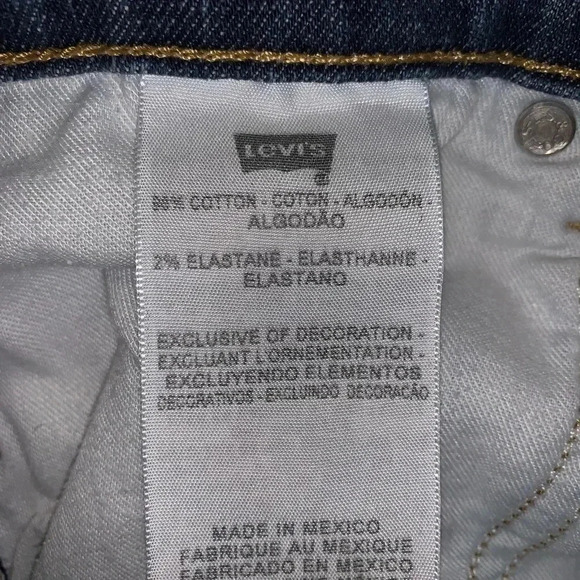 Levi's
% COTTON - COTON - ALGODÓN -
ALGODÃO
2% ELASTANE - ELASTHANNE -
ELASTANO
EXCLUSIVE OF DECORATION -
EXCLUANT L'ORNEMENTATION -
EXCLUYENDO ELEMENTOS
DECORATIVOS - EXCLUINDO DECORAÇÃO
MADE IN MEXICO
FABRIQUE AU MEXIQUE
FABRICADO EN MEXICO